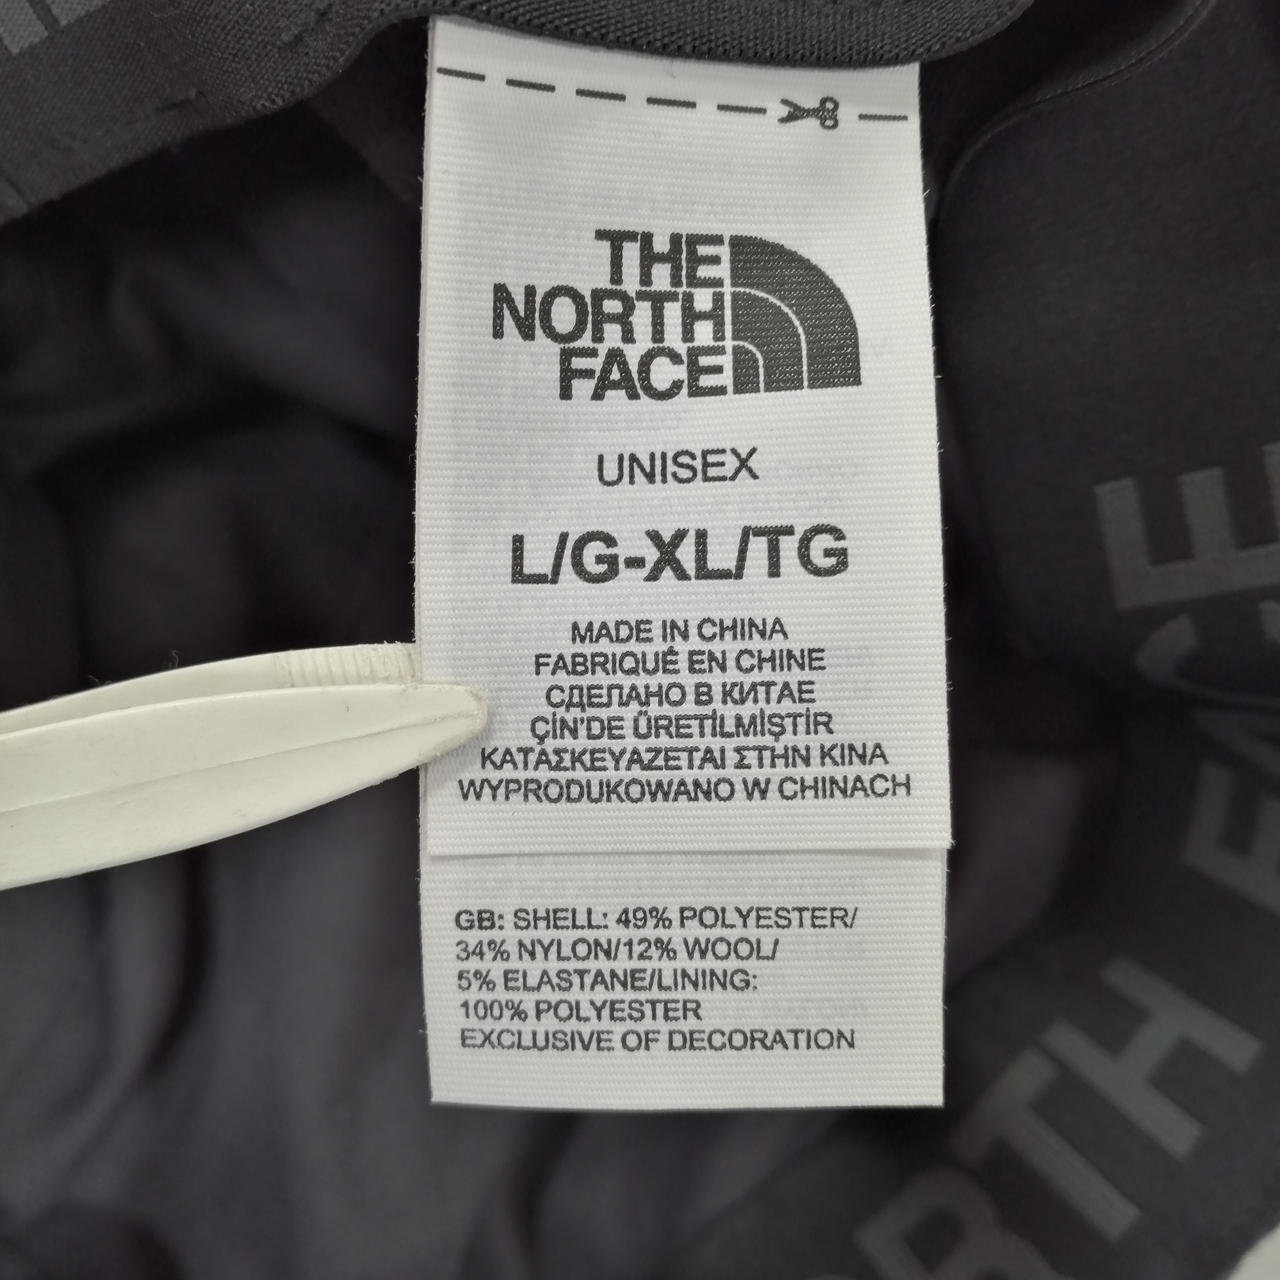 THE
NORTH
FACE
UNISEX
L/G-XL/TG
MADE IN CHINA
FABRIQUÉ EN CHINE
СДЕЛАНО В КИТАЕ
ÇİN'DE ÜRETİLMİŞTİR
ΚΑΤΑΣΚΕΥΑΖΕΤΑΙ ΣΤΗΝ ΚΙΝΑ
WYPRODUKOWANO W CHINACH
GB: SHELL: 49% POLYESTER/
34% NYLON/12% WOOL/
5% ELASTANE/LINING:
100% POLYESTER
EXCLUSIVE OF DECORATION